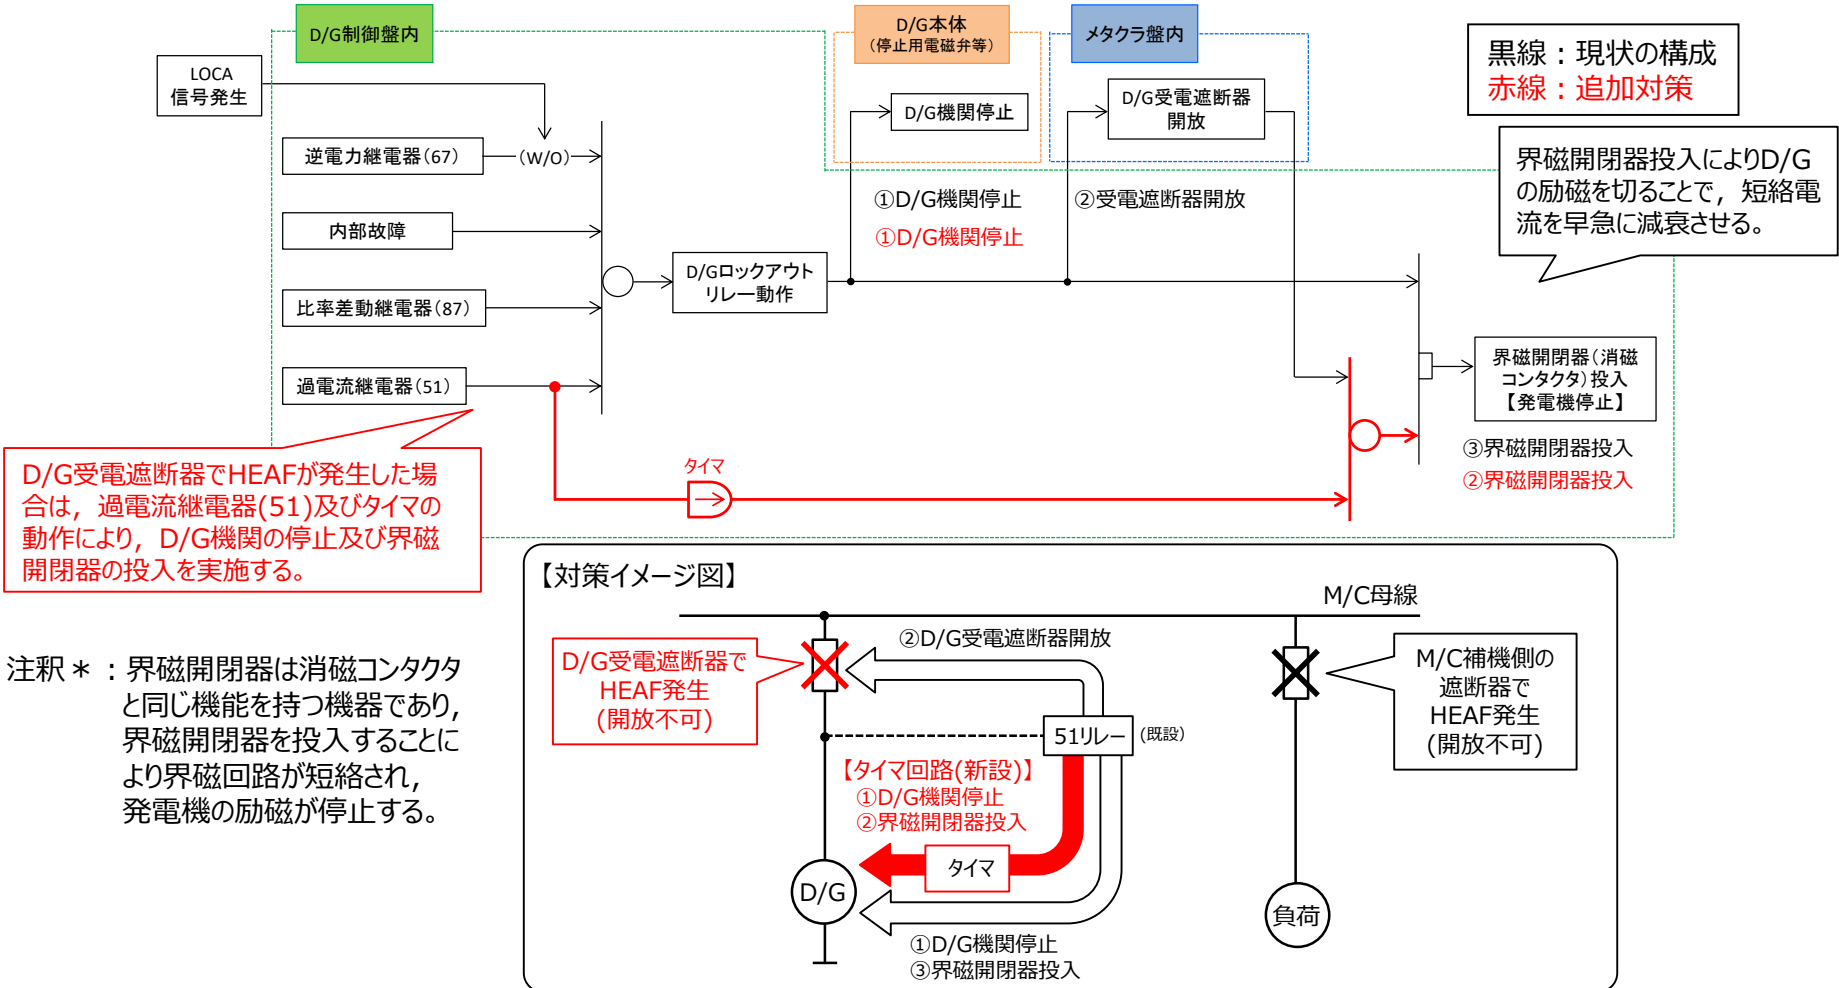 D/G制御盤内
D/G本体
(停止用電磁弁等)
メタクラ盤内
黒線：現状の構成
赤線：追加対策
LOCA
信号発生
D/G機関停止
D/G受電遮断器
開放
逆電力継電器(67)
(W/O)
界磁開閉器投入によりD/G
の励磁を切ることで，短絡電
流を早急に減衰させる。
①D/G機関停止
②受電遮断器開放
①D/G機関停止
内部故障
D/Gロックアウト
リレー動作
比率差動継電器(87)
過電流継電器(51)
界磁開閉器(消磁
コンタクタ)投入
【発電機停止】
③界磁開閉器投入
②界磁開閉器投入
タイマ
D/G受電遮断器でHEAFが発生した場
合は，過電流継電器(51)及びタイマの
動作により，D/G機関の停止及び界磁
開閉器の投入を実施する。
【対策イメージ図】
M/C母線
②D/G受電遮断器開放
D/G受電遮断器で
HEAF発生
(開放不可)
M/C補機側の
遮断器で
HEAF発生
(開放不可)
51リレー
(既設)
【タイマ回路(新設)】
①D/G機関停止
②界磁開閉器投入
タイマ
D/G
負荷
①D/G機関停止
③界磁開閉器投入
注釈＊：界磁開閉器は消磁コンタクタ
と同じ機能を持つ機器であり，
界磁開閉器を投入することに
より界磁回路が短絡され，
発電機の励磁が停止する。